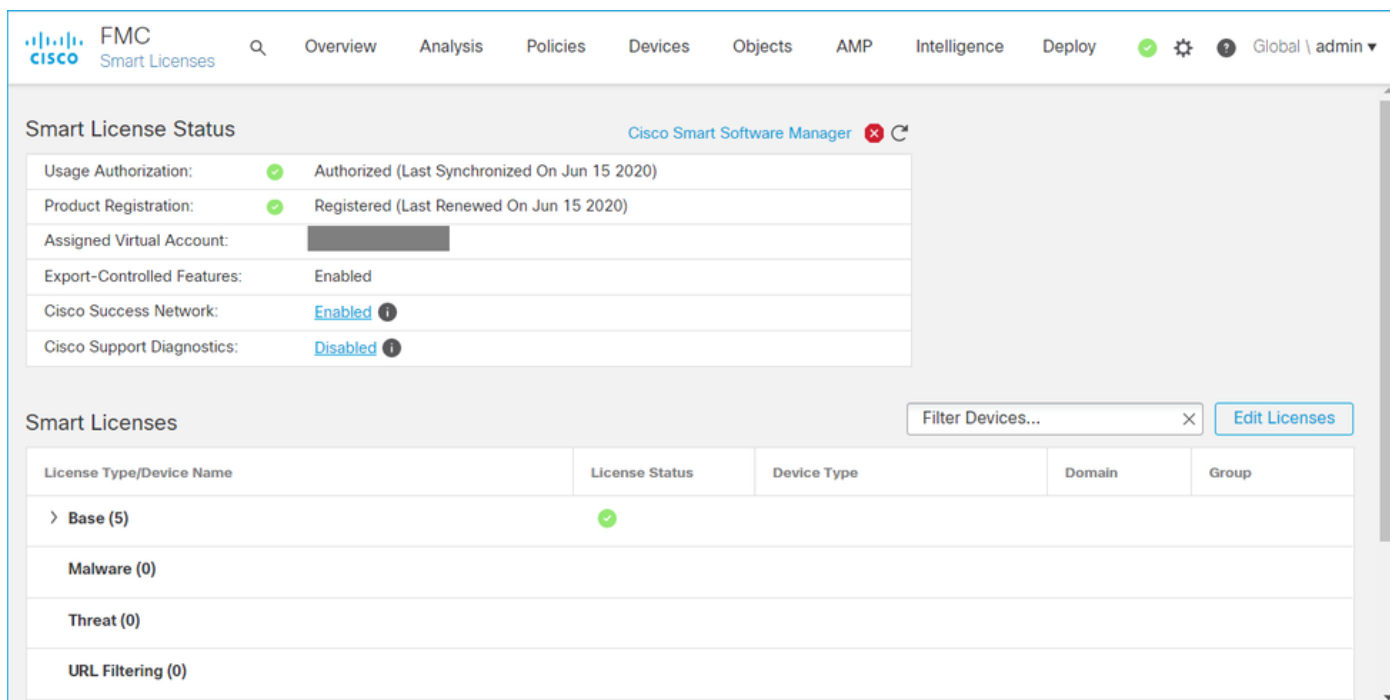 CISCO FMC Overview Analysis Policies Devices Objects AMP Intelligence Deploy Global \ admin
Smart Licenses
Smart License Status
Cisco Smart Software Manager
Usage Authorization: Authorized (Last Synchronized On Jun 15 2020)
Product Registration: Registered (Last Renewed On Jun 15 2020)
Assigned Virtual Account:
Export-Controlled Features: Enabled
Cisco Success Network: Enabled
Cisco Support Diagnostics: Disabled
Smart Licenses
Filter Devices... Edit Licenses
License Type/Device Name License Status Device Type Domain Group
Base (5)
Malware (0)
Threat (0)
URL Filtering (0)